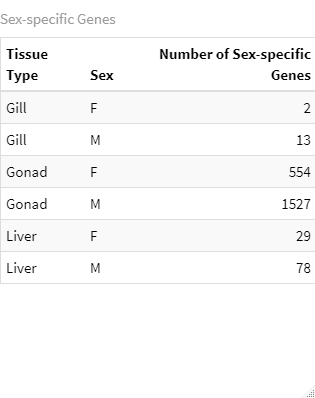 Sex-specific Genes
Tissue Type Sex Number of Sex-specific Genes
Gill F 2
Gill M 13
Gonad F 554
Gonad M 1527
Liver F 29
Liver M 78